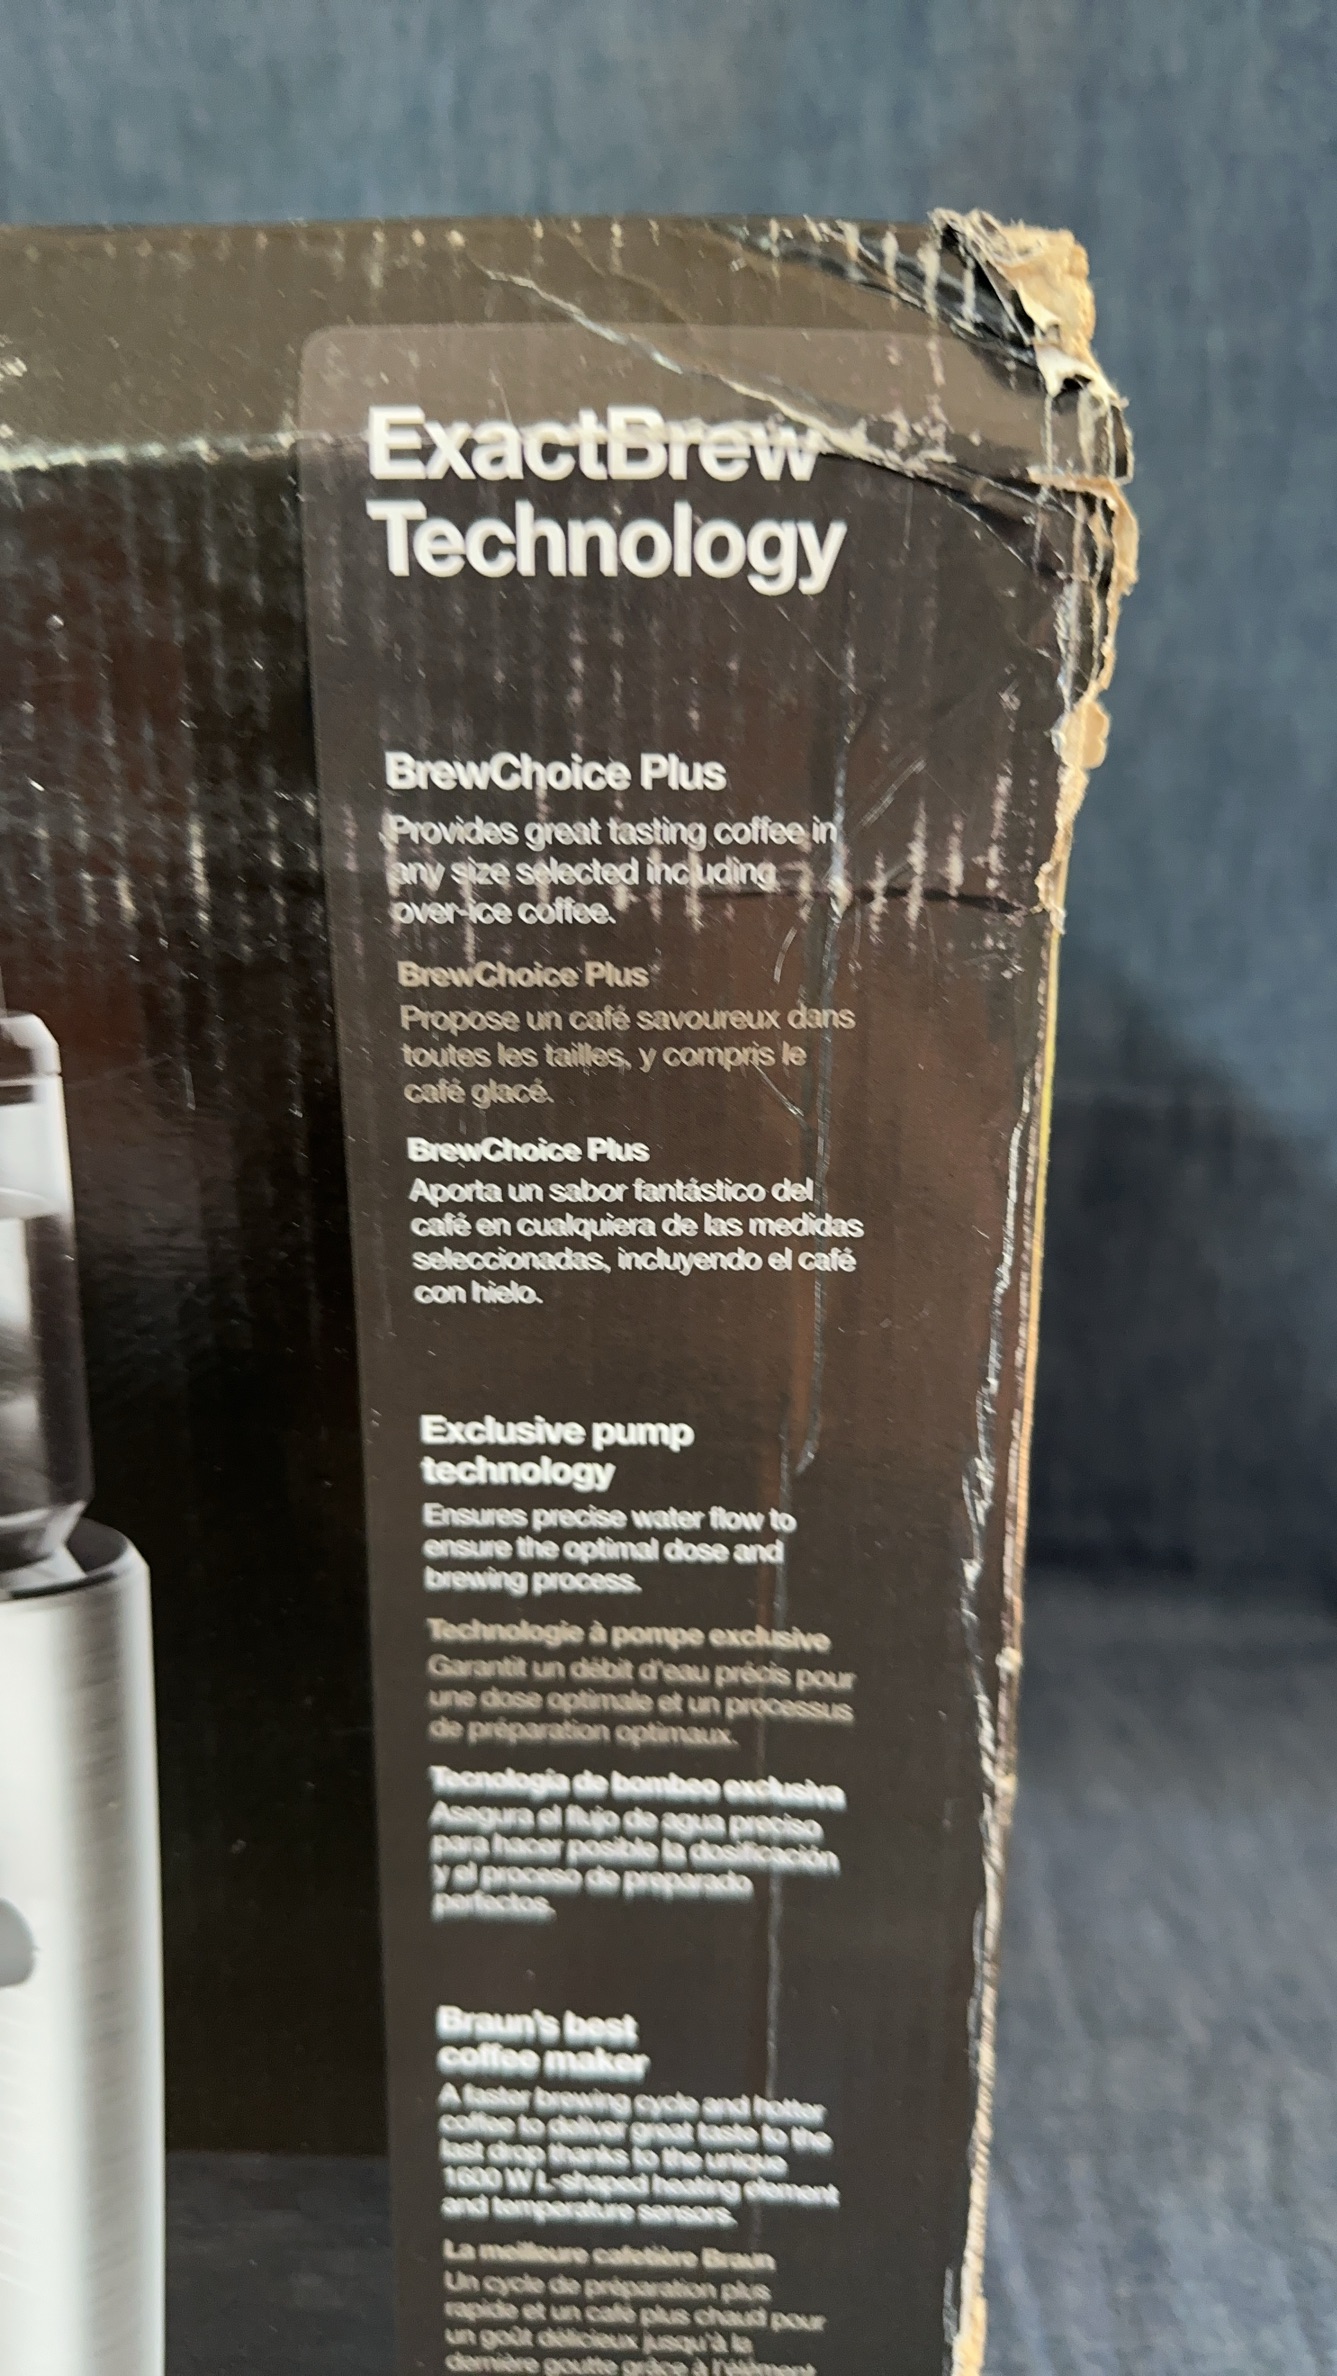 ExactBrew
Technology
BrewChoice Plus
Provides great tasting coffee in
any size selected including
over-ice coffee.
BrewChoice Plus
Propose un café savoureux dans
toutes les tailles, y compris le
café glacé.
BrewChoice Plus
Aporta un sabor fantástico del
café en cualquiera de las medidas
seleccionadas, incluyendo el café
con hielo.
Exclusive pump
technology
Ensures precise water flow to
ensure the optimal dose and
brewing process.
Technologie à pompe exclusive
Garantit un débit d'eau précis pour
une dose optimale et un processus
de préparation optimaux.
Tecnología de bombeo exclusiva
Asegura el flujo de agua preciso
para hacer posible la dosificación
y el proceso de preparado
perfectos.
Braun's best
coffee maker
A faster brewing cycle and hotter
coffee to deliver great taste to the
last drop thanks to the unique
1600 W L-shaped heating element
and temperature sensors.
La meilleure cafetière Braun
Un cycle de préparation plus
rapide et un café plus chaud pour
un goût délicieux jusqu'à la
dernière goutte grâce à l'élément